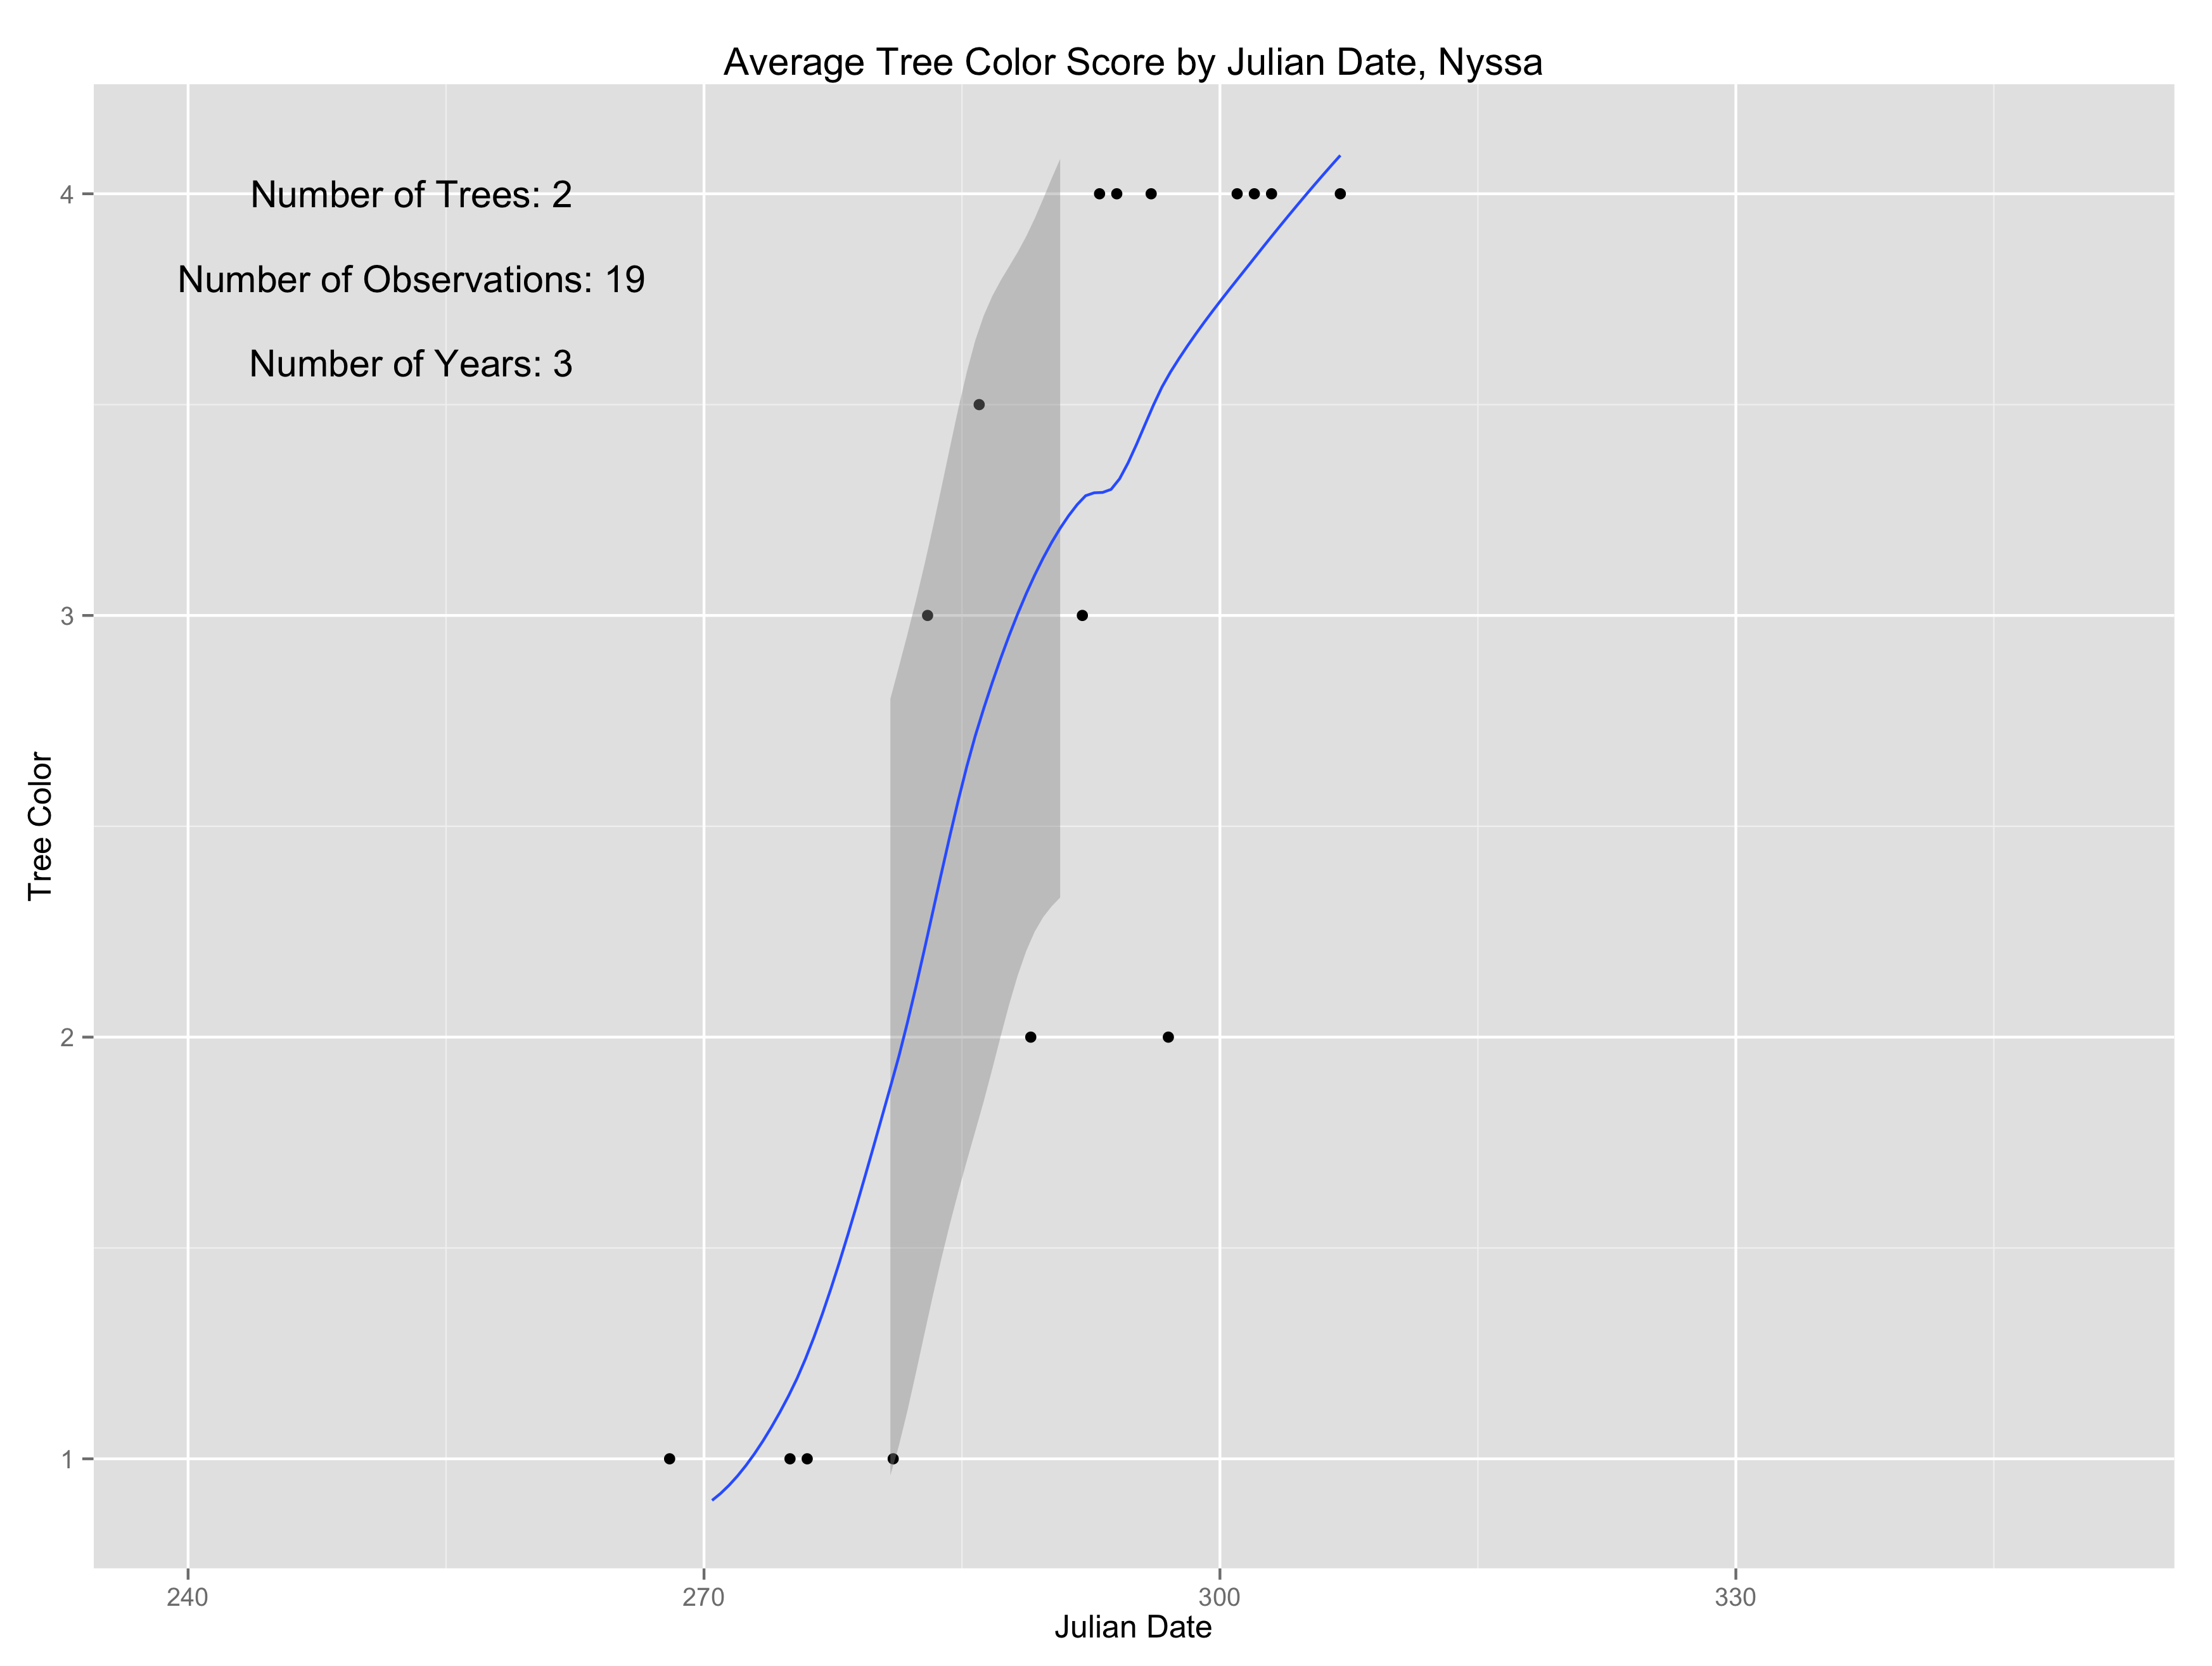 Average Tree Color Score by Julian Date, Nyssa
Number of Trees: 2
Number of Observations: 19
Number of Years: 3
Tree Color
4
3
2
1
240 270 300 330
Julian Date